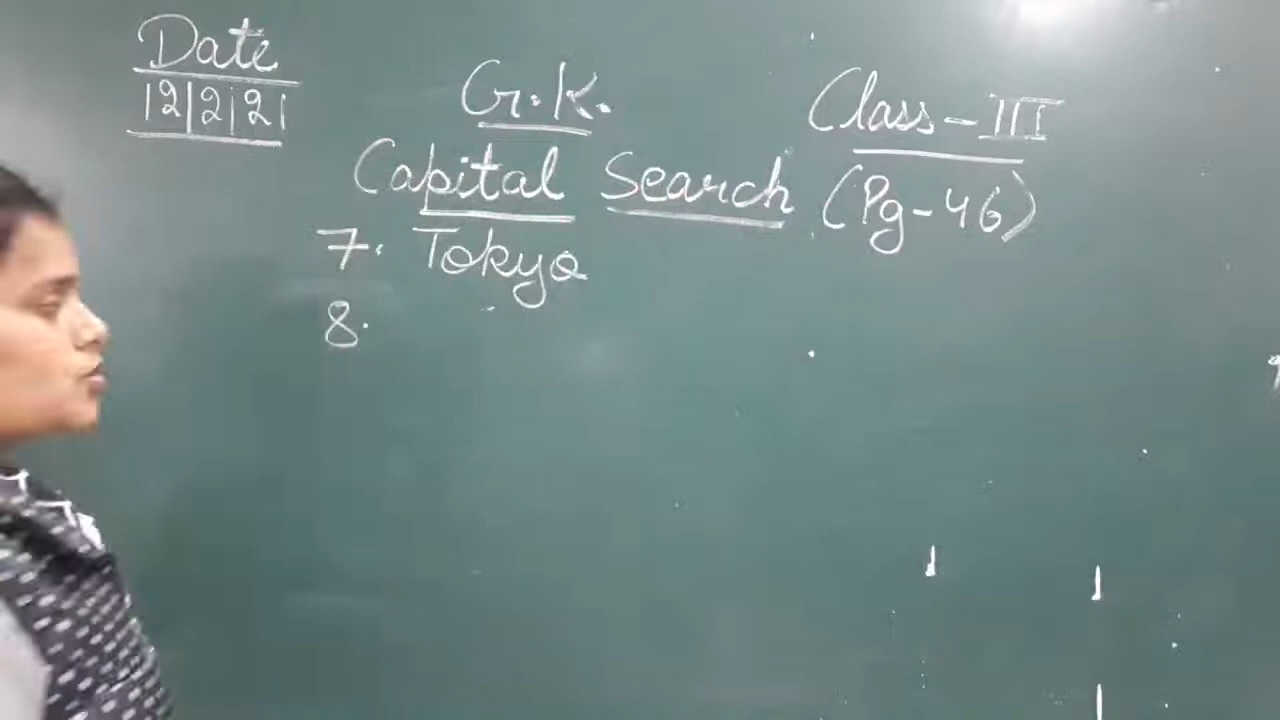 Date
12|2|21
G.K.
Class-III
Capital Search (Pg-46)
7. Tokyo
8.